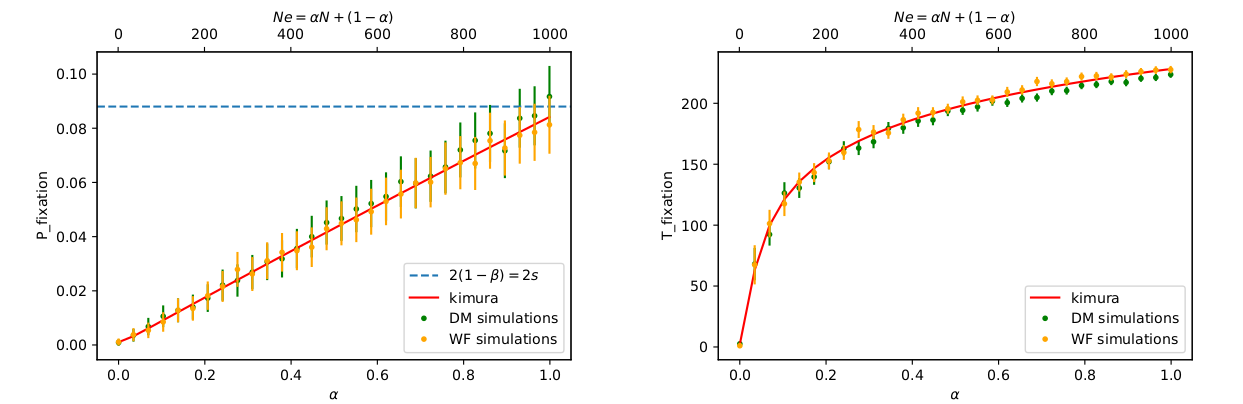 Ne = αN + (1 − α)
0 200 400 600 800 1000
0.10
0.08
0.06
0.04
0.02
0.00
P_fixation
2(1 − β) = 2s
kimura
DM simulations
WF simulations
0.0 0.2 0.4 0.6 0.8 1.0
α
Ne = αN + (1 − α)
0 200 400 600 800 1000
200
150
100
50
0
T_fixation
kimura
DM simulations
WF simulations
0.0 0.2 0.4 0.6 0.8 1.0
α